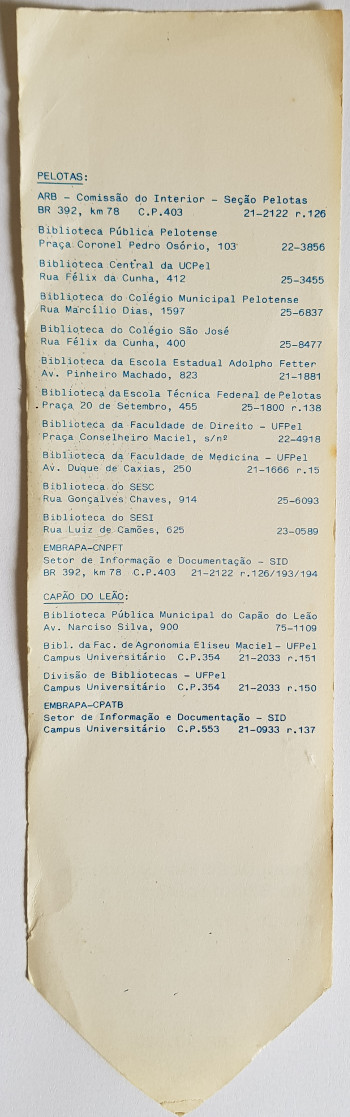 PELOTAS:
ARB - Comissão do Interior - Seção Pelotas
BR 392, km 78 C.P.403 21-2122 r.126
Biblioteca Pública Pelotense
Praça Coronel Pedro Osório, 103 22-3856
Biblioteca Central da UCPel
Rua Félix da Cunha, 412 25-3455
Biblioteca do Colégio Municipal Pelotense
Rua Marcílio Dias, 1597 25-6837
Biblioteca do Colégio São José
Rua Félix da Cunha, 400 25-8477
Biblioteca da Escola Estadual Adolpho Fetter
Av. Pinheiro Machado, 823 21-1881
Biblioteca da Escola Técnica Federal de Pelotas
Praça 20 de Setembro, 455 25-1800 r.138
Biblioteca da Faculdade de Direito - UFPel
Praça Conselheiro Maciel, s/nº 22-4918
Biblioteca da Faculdade de Medicina - UFPel
Av. Duque de Caxias, 250 21-1666 r.15
Biblioteca do SESC
Rua Gonçalves Chaves, 914 25-6093
Biblioteca do SESI
Rua Luiz de Camões, 625 23-0589
EMBRAPA-CNPFT
Setor de Informação e Documentação - SID
BR 392, km 78 C.P.403 21-2122 r.126/193/194
CAPÃO DO LEÃO:
Biblioteca Pública Municipal do Capão do Leão
Av. Narciso Silva, 900 75-1109
Bibl. da Fac. de Agronomia Eliseu Maciel - UFPel
Campus Universitário C.P.354 21-2033 r.151
Divisão de Bibliotecas - UFPel
Campus Universitário C.P.354 21-2033 r.150
EMBRAPA-CPATB
Setor de Informação e Documentação - SID
Campus Universitário C.P.553 21-0933 r.137